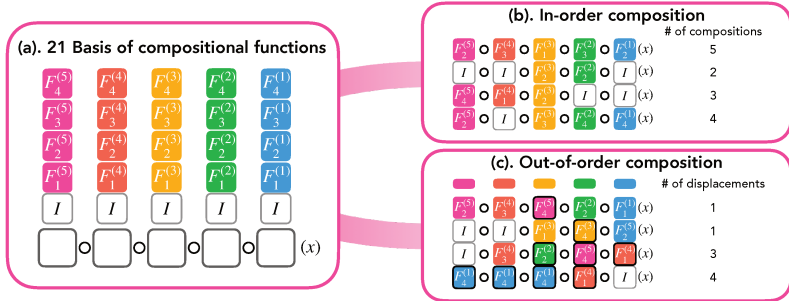 (a). 21 Basis of compositional functions
F₄⁽⁵⁾ F₄⁽⁴⁾ F₄⁽³⁾ F₄⁽²⁾ F₄⁽¹⁾
F₃⁽⁵⁾ F₃⁽⁴⁾ F₃⁽³⁾ F₃⁽²⁾ F₃⁽¹⁾
F₂⁽⁵⁾ F₂⁽⁴⁾ F₂⁽³⁾ F₂⁽²⁾ F₂⁽¹⁾
F₁⁽⁵⁾ F₁⁽⁴⁾ F₁⁽³⁾ F₁⁽²⁾ F₁⁽¹⁾
I I I I I
∘ ∘ ∘ ∘ (x)
(b). In-order composition
# of compositions
F₂⁽⁵⁾ ∘ F₃⁽⁴⁾ ∘ F₁⁽³⁾ ∘ F₃⁽²⁾ ∘ F₂⁽¹⁾ (x) 5
I ∘ I ∘ F₂⁽³⁾ ∘ F₂⁽²⁾ ∘ I (x) 2
F₄⁽⁵⁾ ∘ F₁⁽⁴⁾ ∘ F₂⁽³⁾ ∘ I ∘ I (x) 3
F₂⁽⁵⁾ ∘ I ∘ F₃⁽³⁾ ∘ F₄⁽²⁾ ∘ F₄⁽¹⁾ (x) 4
(c). Out-of-order composition
# of displacements
F₂⁽⁵⁾ ∘ F₃⁽⁴⁾ ∘ F₄⁽⁵⁾ ∘ F₂⁽²⁾ ∘ F₁⁽¹⁾ (x) 1
I ∘ I ∘ F₁⁽³⁾ ∘ F₄⁽³⁾ ∘ F₂⁽⁵⁾ (x) 1
I ∘ F₃⁽⁴⁾ ∘ F₂⁽²⁾ ∘ F₄⁽⁵⁾ ∘ F₁⁽⁴⁾ (x) 3
F₄⁽¹⁾ ∘ F₄⁽¹⁾ ∘ F₄⁽¹⁾ ∘ F₁⁽⁴⁾ ∘ I (x) 4